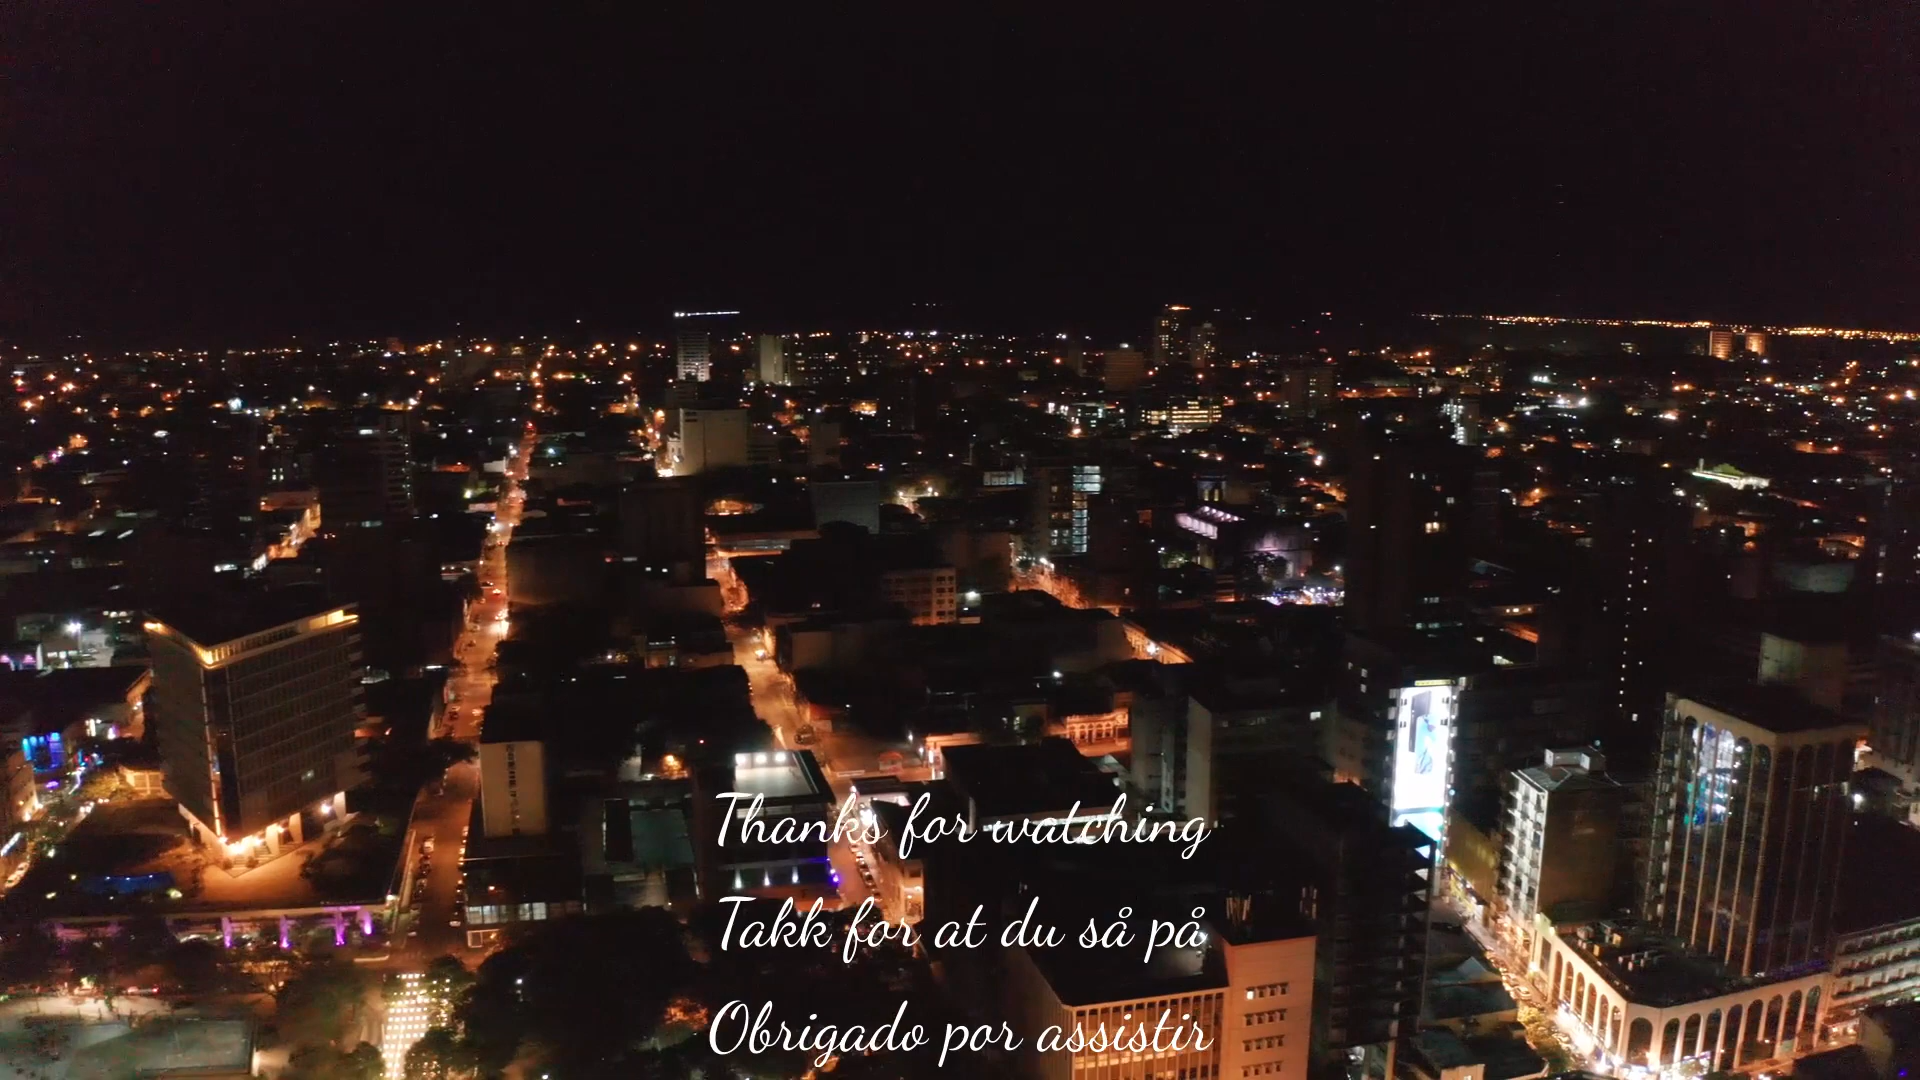 Thanks for watching
Takk for at du så på
Obrigado por assistir